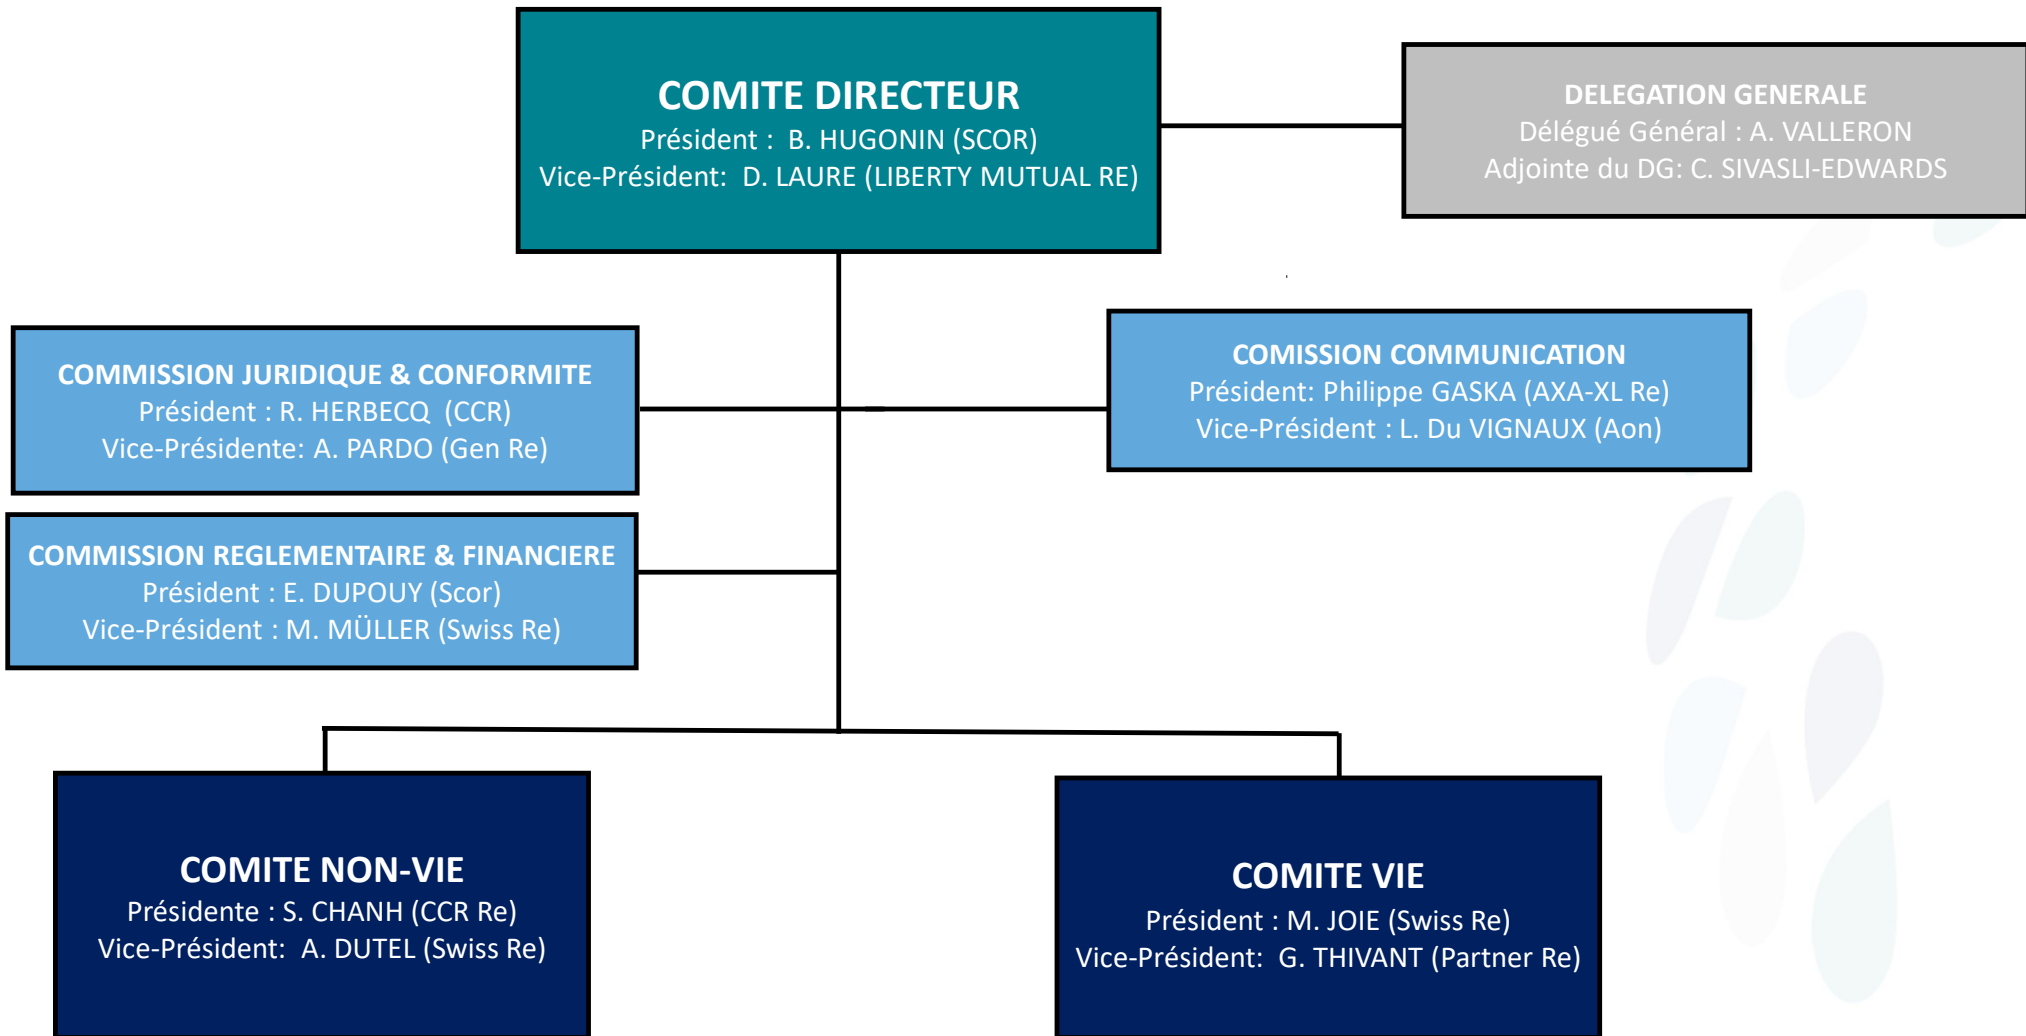 COMITE DIRECTEUR
Président :  B. HUGONIN (SCOR)
Vice-Président:  D. LAURE (LIBERTY MUTUAL RE)
DELEGATION GENERALE
Délégué Général : A. VALLERON
Adjointe du DG: C. SIVASLI-EDWARDS
COMMISSION JURIDIQUE & CONFORMITE
Président : R. HERBECQ  (CCR)
Vice-Présidente: A. PARDO (Gen Re)
COMISSION COMMUNICATION
Président: Philippe GASKA (AXA-XL Re)
Vice-Président : L. Du VIGNAUX (Aon)
COMMISSION REGLEMENTAIRE & FINANCIERE
Président : E. DUPOUY (Scor)
Vice-Président : M. MÜLLER (Swiss Re)
COMITE NON-VIE
Présidente : S. CHANH (CCR Re)
Vice-Président:  A. DUTEL (Swiss Re)
COMITE VIE
Président : M. JOIE (Swiss Re)
Vice-Président:  G. THIVANT (Partner Re)